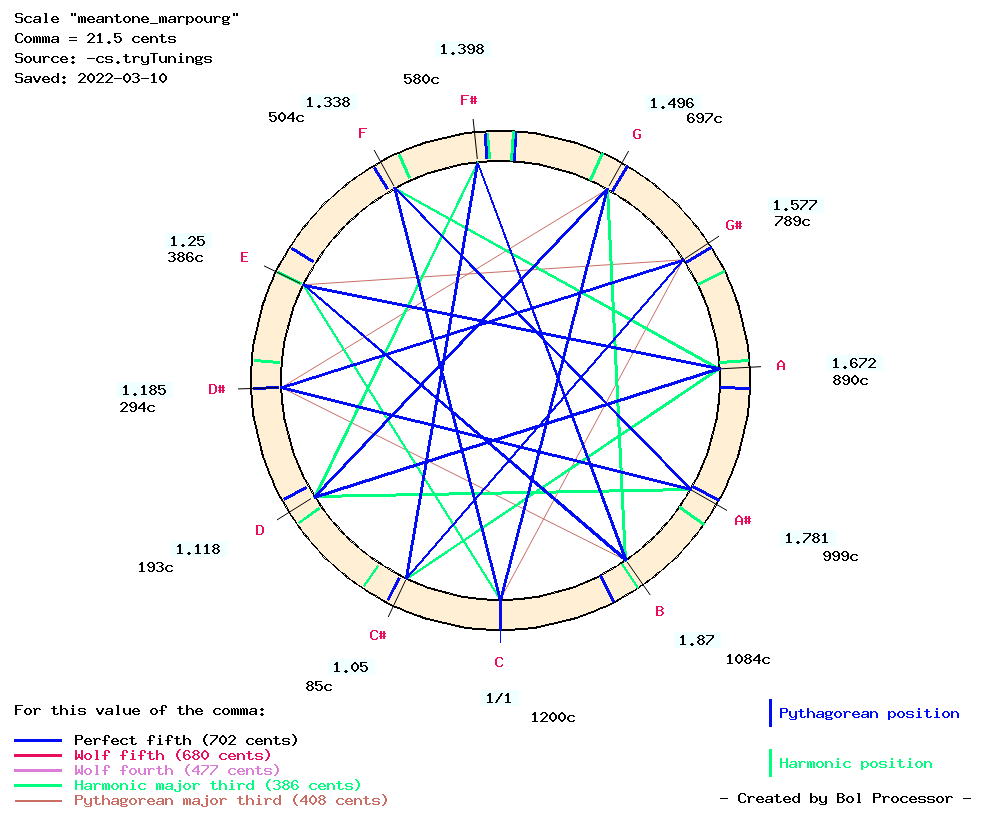 Scale "meantone_marpourg"
Comma = 21.5 cents
Source: -cs.tryTunings
Saved: 2022-03-10
1.398
580c
F#
1.338
504c
F
1.496
697c
G
1.577
789c
G#
1.25
386c
E
1.672
890c
A
1.185
294c
D#
1.781
999c
A#
1.118
193c
D
1.87
1084c
B
1.05
85c
C#
C
1/1
1200c
For this value of the comma:
Perfect fifth (702 cents)
Wolf fifth (680 cents)
Wolf fourth (477 cents)
Harmonic major third (386 cents)
Pythagorean major third (408 cents)
Pythagorean position
Harmonic position
- Created by Bol Processor -